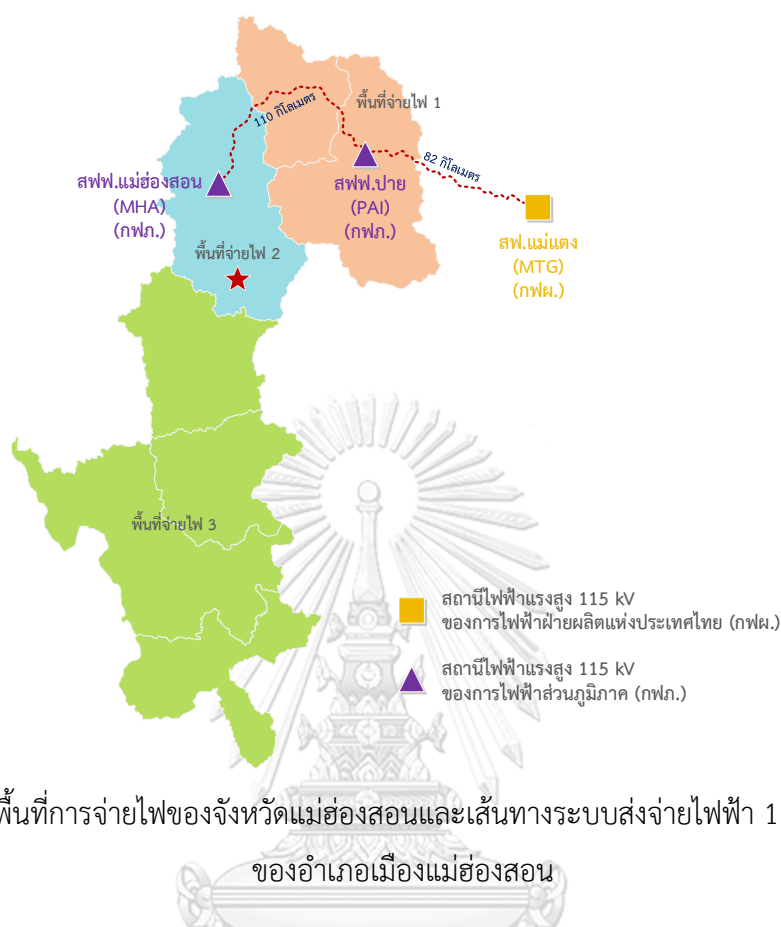 พื้นที่จ่ายไฟ 1
110 กิโลเมตร
82 กิโลเมตร
สฟฟ.แม่ฮ่องสอน
(MHA)
(กฟภ.)
สฟฟ.ปาย
(PAI)
(กฟภ.)
สฟ.แม่แตง
(MTG)
(กฟผ.)
พื้นที่จ่ายไฟ 2
พื้นที่จ่ายไฟ 3
สถานีไฟฟ้าแรงสูง 115 kV
ของการไฟฟ้าฝ่ายผลิตแห่งประเทศไทย (กฟผ.)
สถานีไฟฟ้าแรงสูง 115 kV
ของการไฟฟ้าส่วนภูมิภาค (กฟภ.)
พื้นที่การจ่ายไฟของจังหวัดแม่ฮ่องสอนและเส้นทางระบบส่งจ่ายไฟฟ้า 1
ของอำเภอเมืองแม่ฮ่องสอน